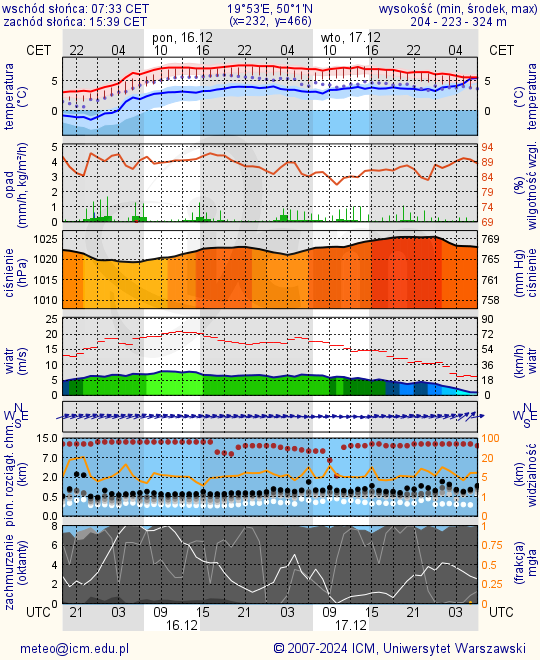 wschód słońca: 07:33 CET 19°53'E, 50°1'N wysokość (min, środek, max)
zachód słońca: 15:39 CET (x=232, y=466) 204 - 223 - 324 m
pon, 16.12 wto, 17.12
CET 22 04 10 16 22 04 10 16 22 04 CET
temperatura (°C) 5 0 5 0 (°C) temperatura
opad (mm/h, kg/m²/h) 5 4 3 2 1 0 94 89 84 79 74 69 (%) wilgotność wzgl.
ciśnienie (hPa) 1025 1020 1015 1010 769 765 761 758 (mm Hg) ciśnienie
wiatr (m/s) 25 20 15 10 5 0 90 72 54 36 18 0 (km/h) wiatr
N W E S N W E S
pion. rozciągł. chm. (km) 15.0 7.0 2.0 0.5 0.0 100 20 5 1 0 (km) widzialność
zachmurzenie (oktanty) 8 6 4 2 0 1 0.75 0.5 0.25 0 (frakcja) mgła
UTC 21 03 09 15 21 03 09 15 21 03 UTC
16.12 17.12
meteo@icm.edu.pl © 2007-2024 ICM, Uniwersytet Warszawski